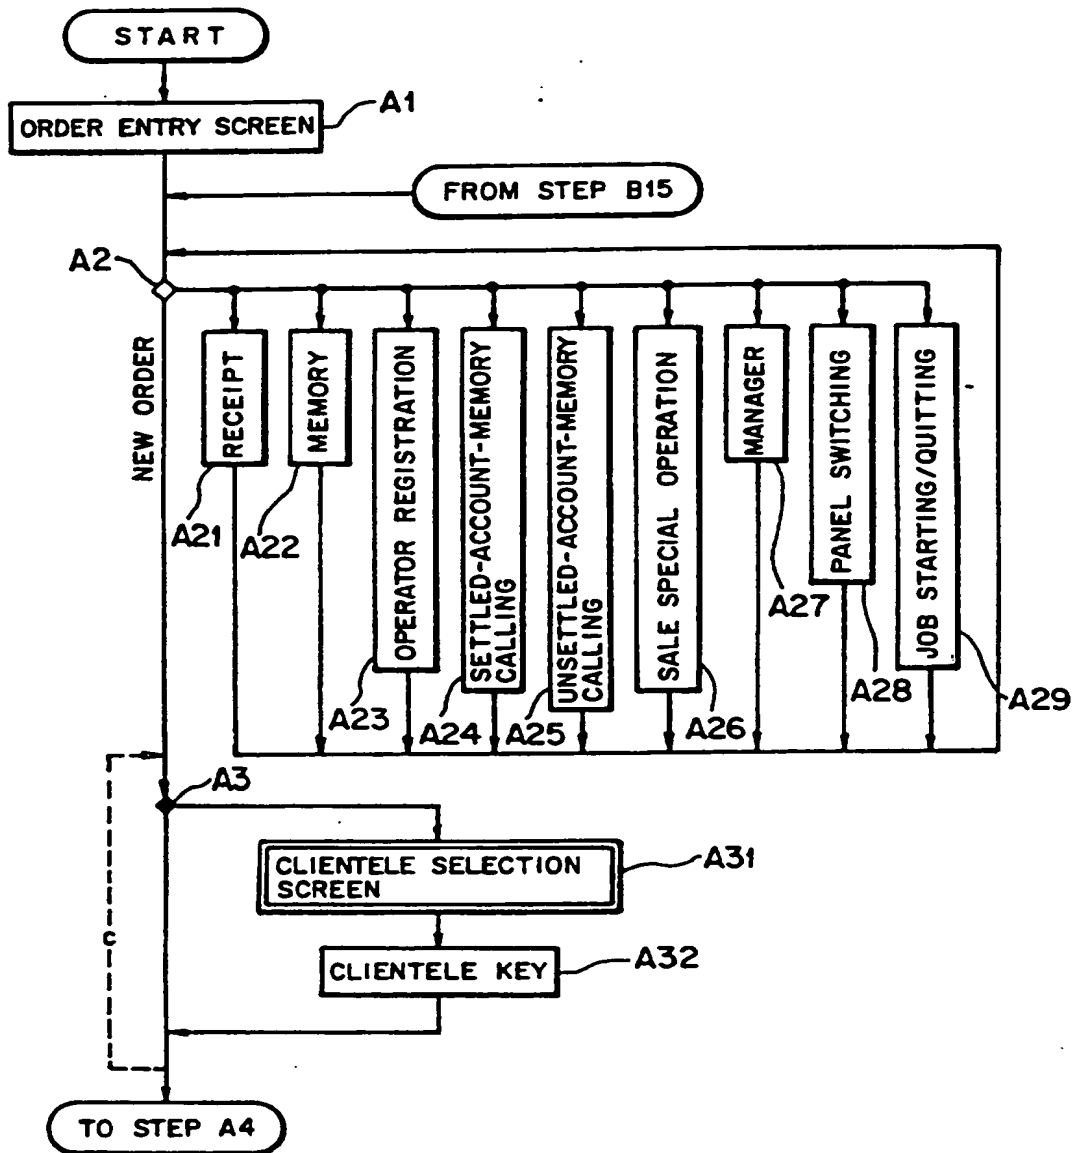 START
ORDER ENTRY SCREEN
A1
FROM STEP B15
A2
NEW ORDER
RECEIPT
MEMORY
OPERATOR REGISTRATION
SETTLED-ACCOUNT-MEMORY
CALLING
UNSETTLED-ACCOUNT-MEMORY
CALLING
SALE SPECIAL OPERATION
MANAGER
PANEL SWITCHING
JOB STARTING/QUITTING
A21
A22
A23
A24
A25
A26
A27
A28
A29
A3
CLIENTELE SELECTION
SCREEN
A31
CLIENTELE KEY
A32
C
TO STEP A4